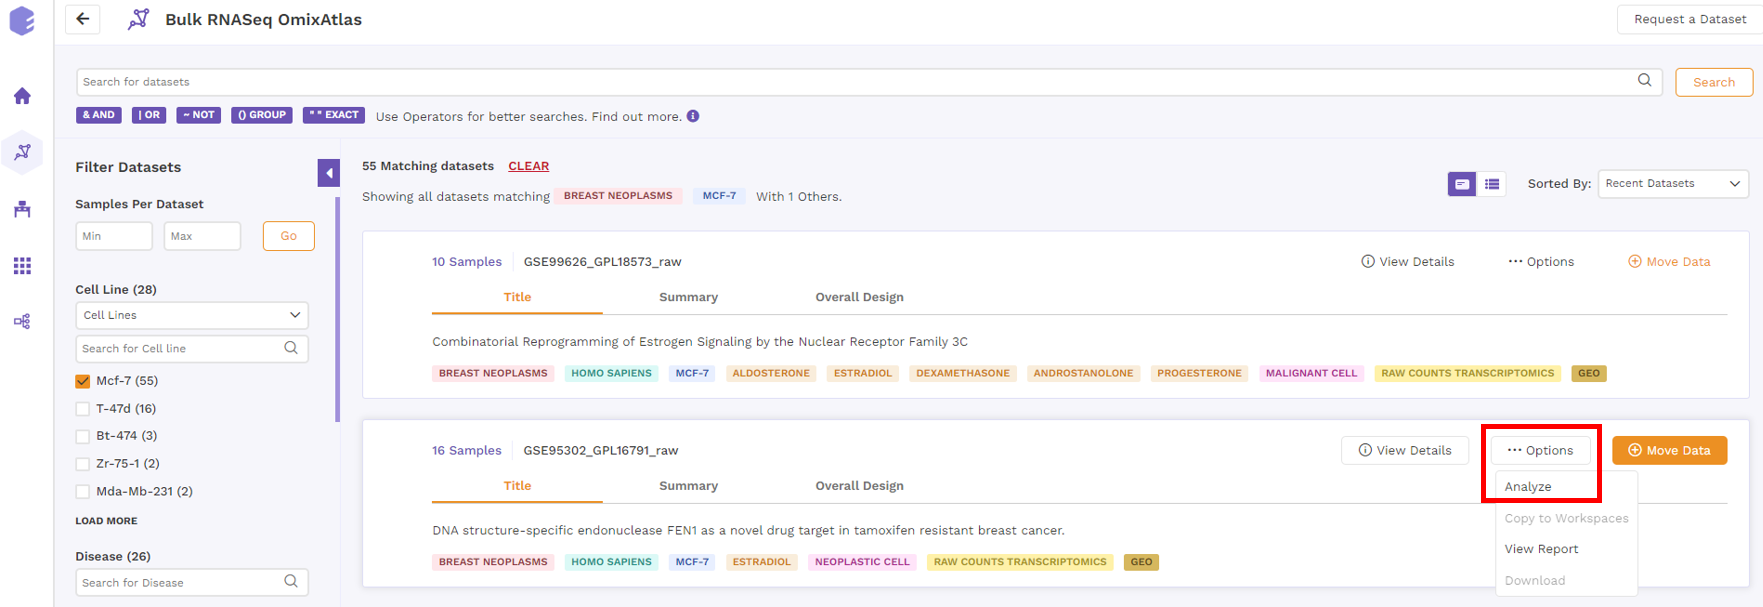 Bulk RNASeq OmixAtlas
Request a Dataset
Search for datasets
Search
& AND
| OR
~ NOT
() GROUP
" " EXACT
Use Operators for better searches. Find out more.
Filter Datasets
Samples Per Dataset
Min
Max
Go
Cell Line (28)
Cell Lines
Search for Cell line
Mcf-7 (55)
T-47d (16)
Bt-474 (3)
Zr-75-1 (2)
Mda-Mb-231 (2)
LOAD MORE
Disease (26)
Search for Disease
55 Matching datasets CLEAR
Showing all datasets matching BREAST NEOPLASMS MCF-7 With 1 Others.
Sorted By: Recent Datasets
10 Samples GSE99626_GPL18573_raw
View Details
··· Options
Move Data
Title Summary Overall Design
Combinatorial Reprogramming of Estrogen Signaling by the Nuclear Receptor Family 3C
BREAST NEOPLASMS HOMO SAPIENS MCF-7 ALDOSTERONE ESTRADIOL DEXAMETHASONE ANDROSTANOLONE PROGESTERONE MALIGNANT CELL RAW COUNTS TRANSCRIPTOMICS GEO
16 Samples GSE95302_GPL16791_raw
View Details
··· Options
Move Data
Title Summary Overall Design
DNA structure-specific endonuclease FEN1 as a novel drug target in tamoxifen resistant breast cancer.
BREAST NEOPLASMS HOMO SAPIENS MCF-7 ESTRADIOL NEOPLASTIC CELL RAW COUNTS TRANSCRIPTOMICS GEO
Analyze
Copy to Workspaces
View Report
Download